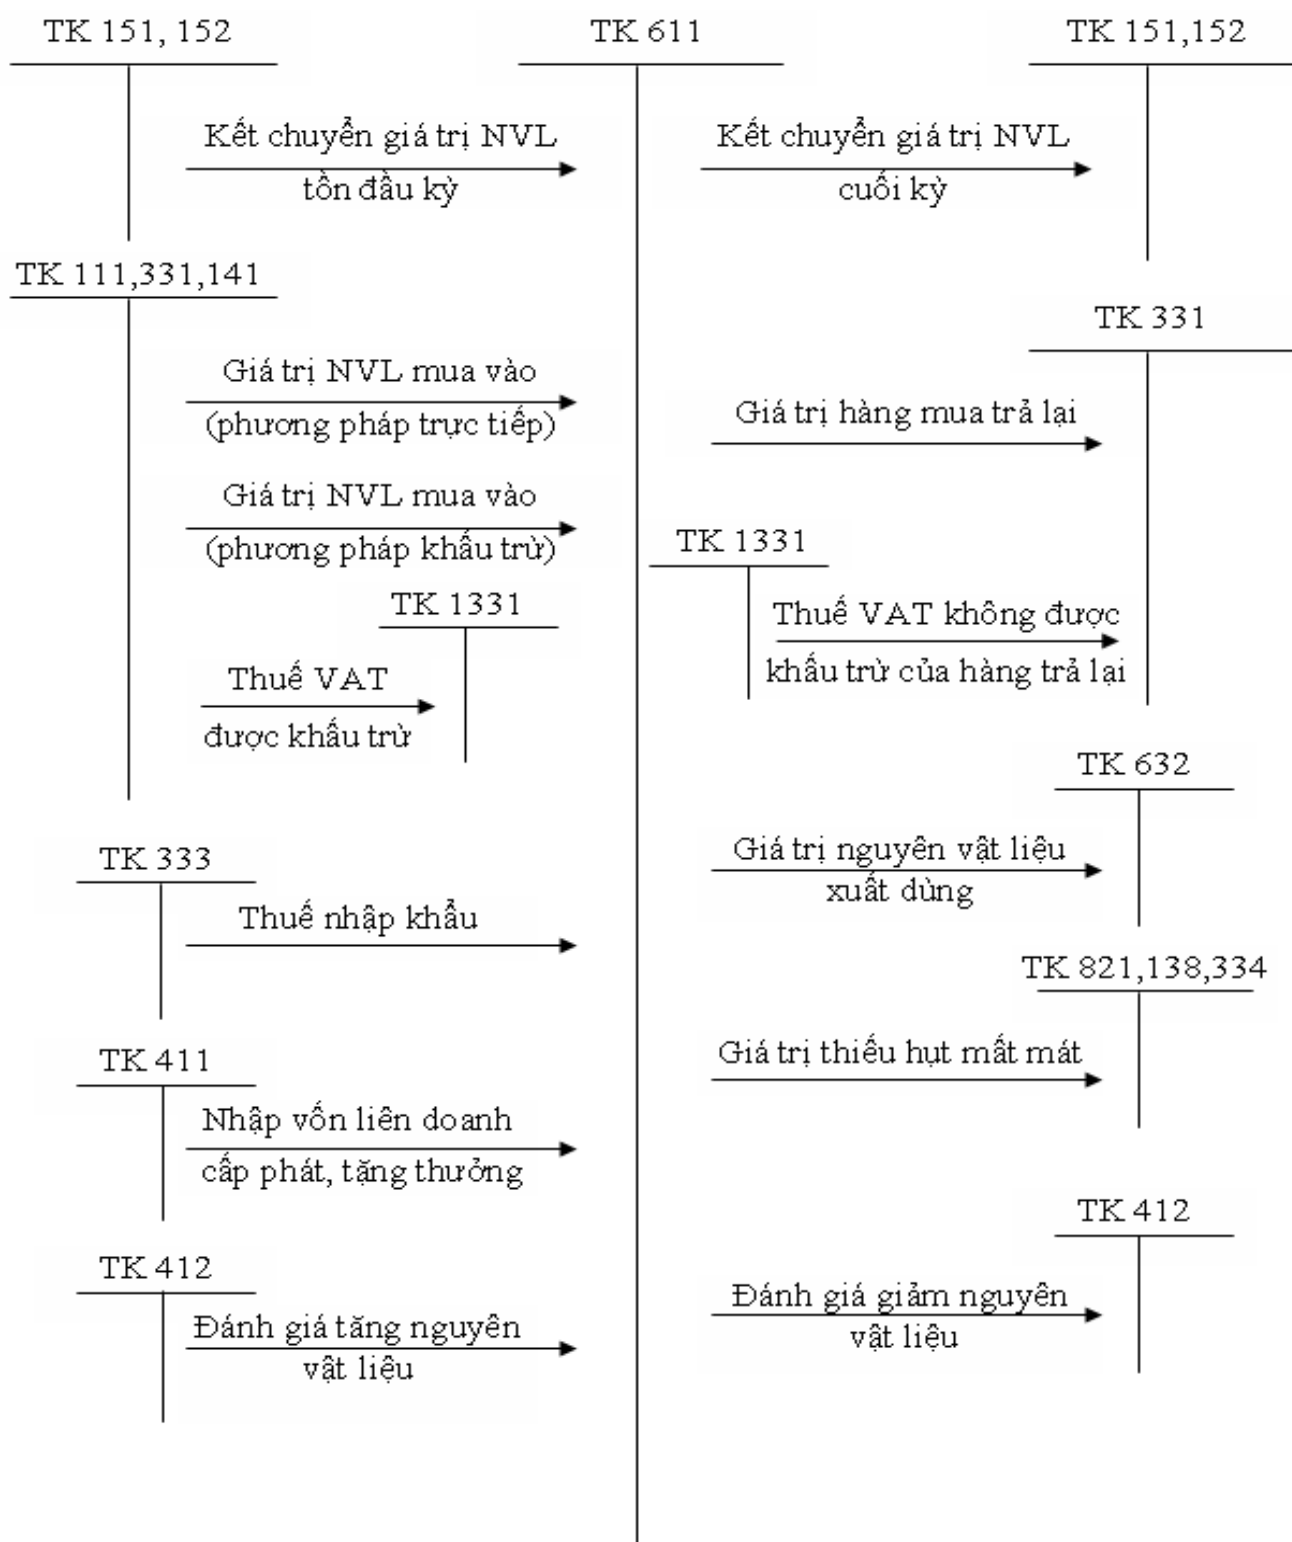 TK 151, 152
TK 611
TK 151,152
Kết chuyển giá trị NVL
tồn đầu kỳ
Kết chuyển giá trị NVL
cuối kỳ
TK 111,331,141
TK 331
Giá trị NVL mua vào
(phương pháp trực tiếp)
Giá trị hàng mua trả lại
Giá trị NVL mua vào
(phương pháp khấu trừ)
TK 1331
TK 1331
Thuế VAT không được
khấu trừ của hàng trả lại
Thuế VAT
được khấu trừ
TK 632
Giá trị nguyên vật liệu
xuất dùng
TK 333
Thuế nhập khẩu
TK 821,138,334
Giá trị thiếu hụt mất mát
TK 411
Nhập vốn liên doanh
cấp phát, tặng thưởng
TK 412
TK 412
Đánh giá giảm nguyên
vật liệu
Đánh giá tăng nguyên
vật liệu